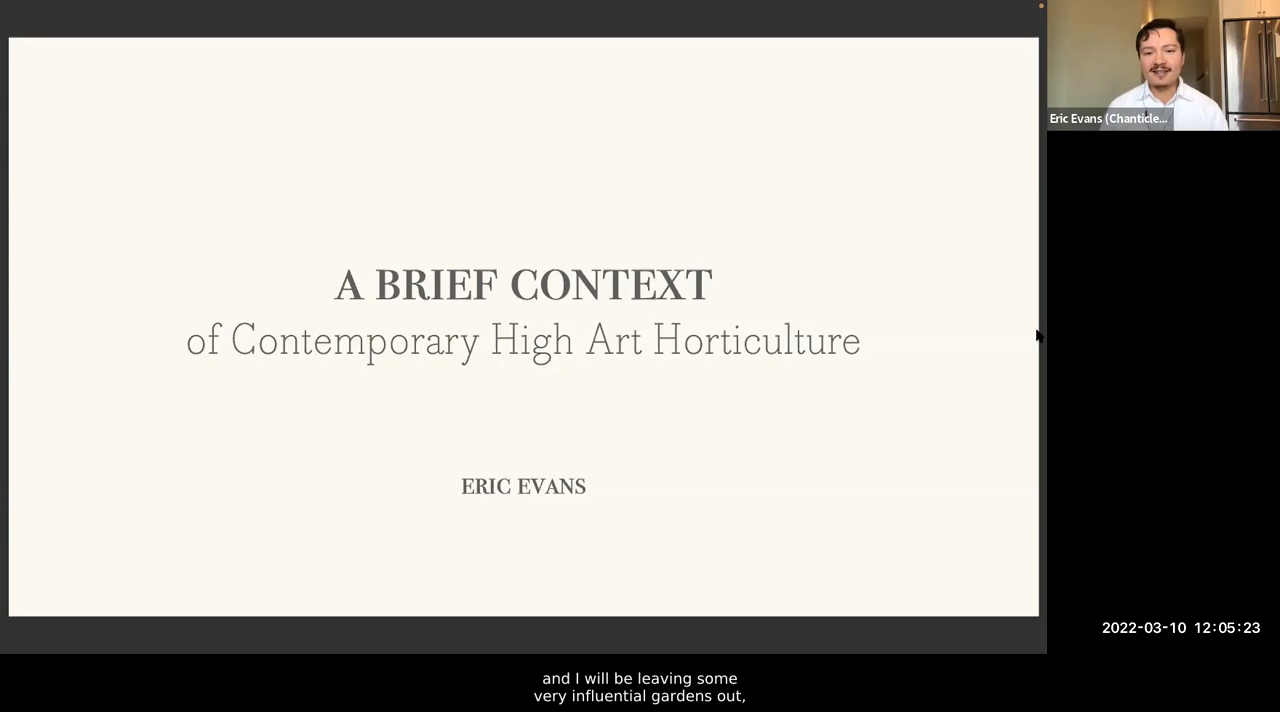 A BRIEF CONTEXT
of Contemporary High Art Horticulture
ERIC EVANS
Eric Evans (Chanticle...
2022-03-10 12:05:23
and I will be leaving some
very influential gardens out,